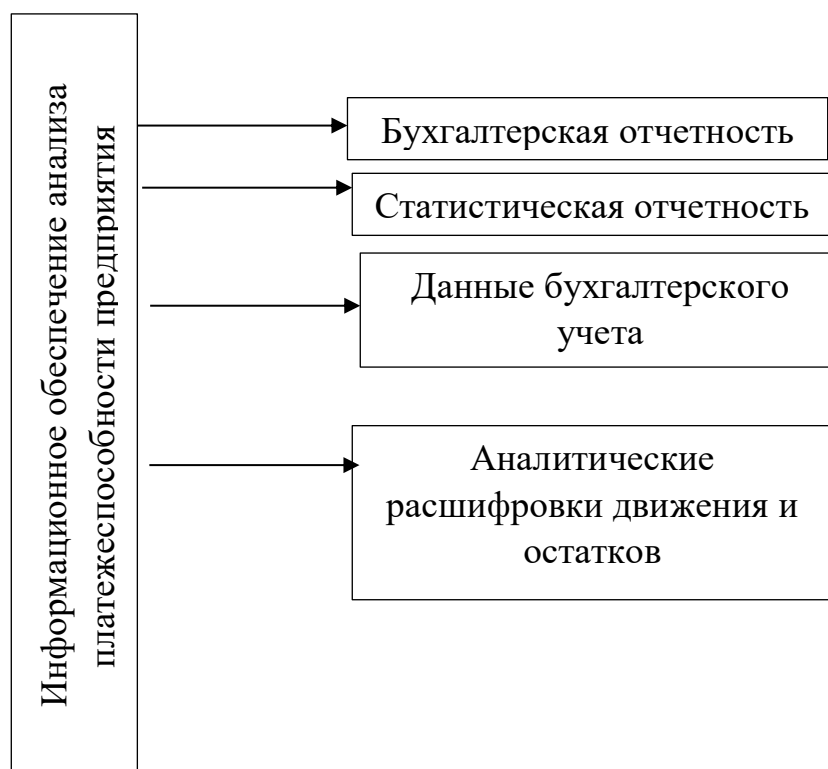 Информационное обеспечение анализа
платежеспособности предприятия
Бухгалтерская отчетность
Статистическая отчетность
Данные бухгалтерского
учета
Аналитические
расшифровки движения и
остатков